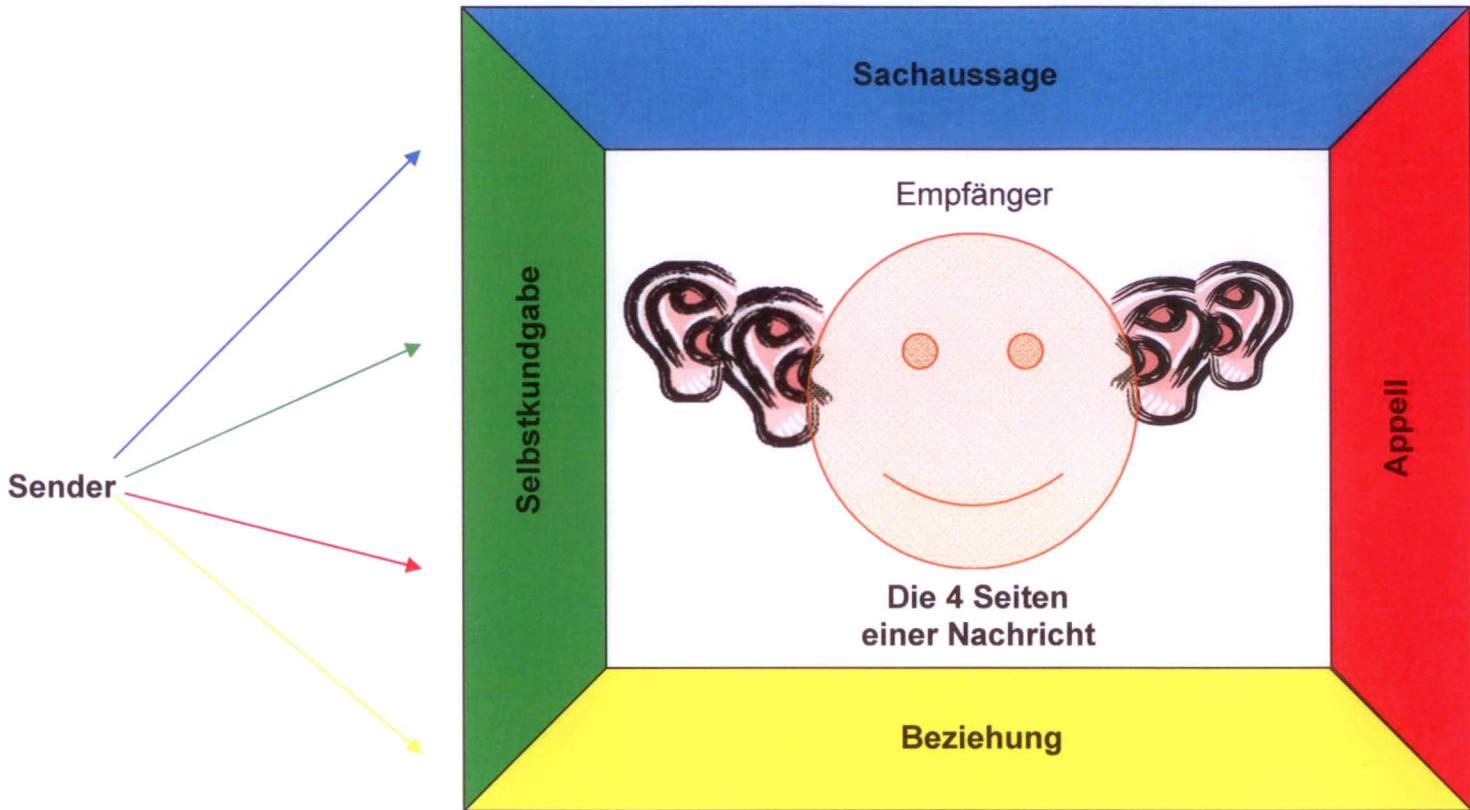 Sachaussage
Empfänger
Selbstkundgabe
Appell
Sender
Die 4 Seiten
einer Nachricht
Beziehung